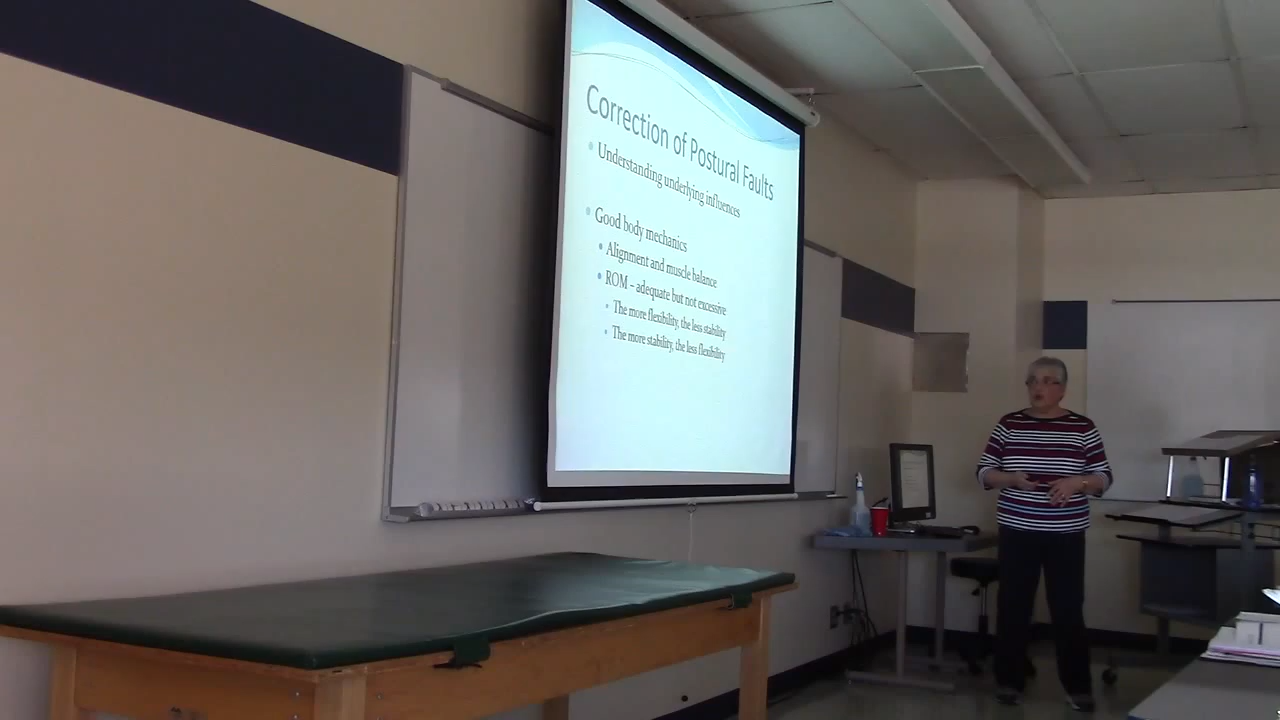 Correction of Postural Faults
Understanding underlying influences
Good body mechanics
Alignment and muscle balance
ROM – adequate but not excessive
The more flexibility, the less stability
The more stability, the less flexibility